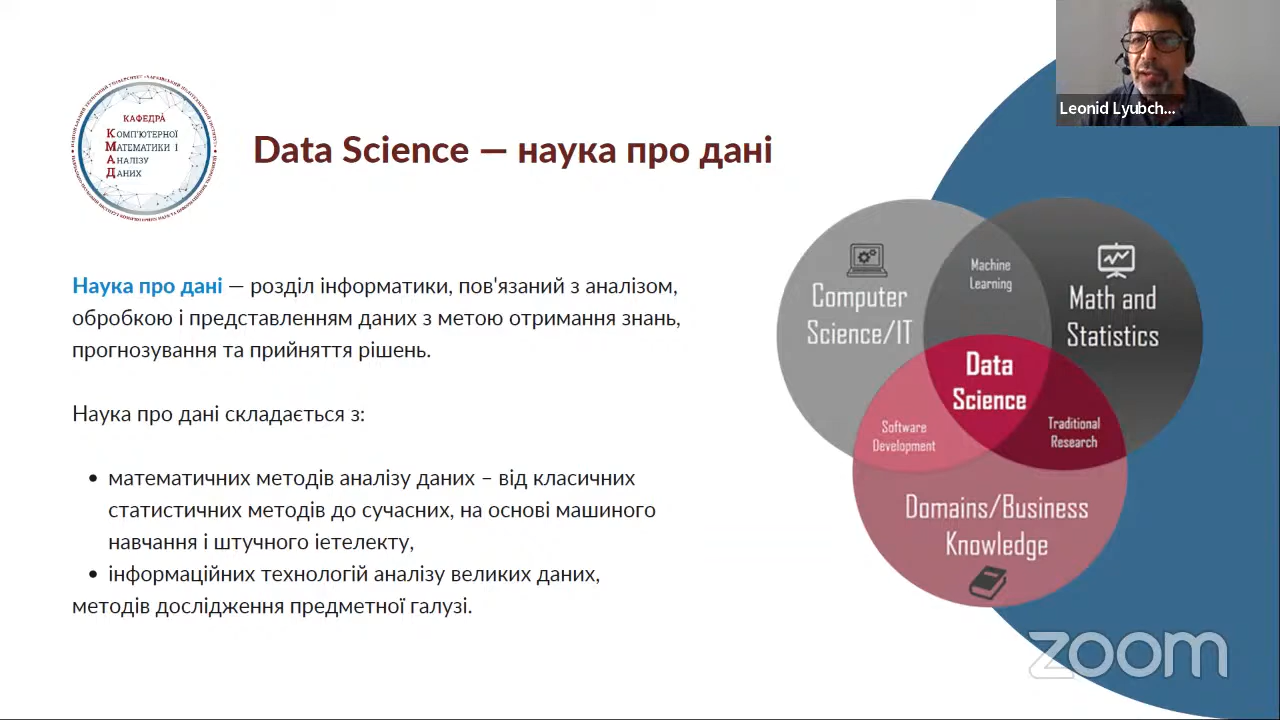 Leonid Lyubch...
КАФЕДРА
КОМП'ЮТЕРНОЇ
МАТЕМАТИКИ І
АНАЛІЗУ
ДАНИХ
Data Science — наука про дані
Наука про дані — розділ інформатики, пов'язаний з аналізом,
обробкою і представленням даних з метою отримання знань,
прогнозування та прийняття рішень.
Наука про дані складається з:
• математичних методів аналізу даних – від класичних
статистичних методів до сучасних, на основі машиного
навчання і штучного іетелекту,
• інформаційних технологій аналізу великих даних,
методів дослідження предметної галузі.
Computer
Science/IT
Machine
Learning
Math and
Statistics
Data
Science
Software
Development
Traditional
Research
Domains/Business
Knowledge
zoom